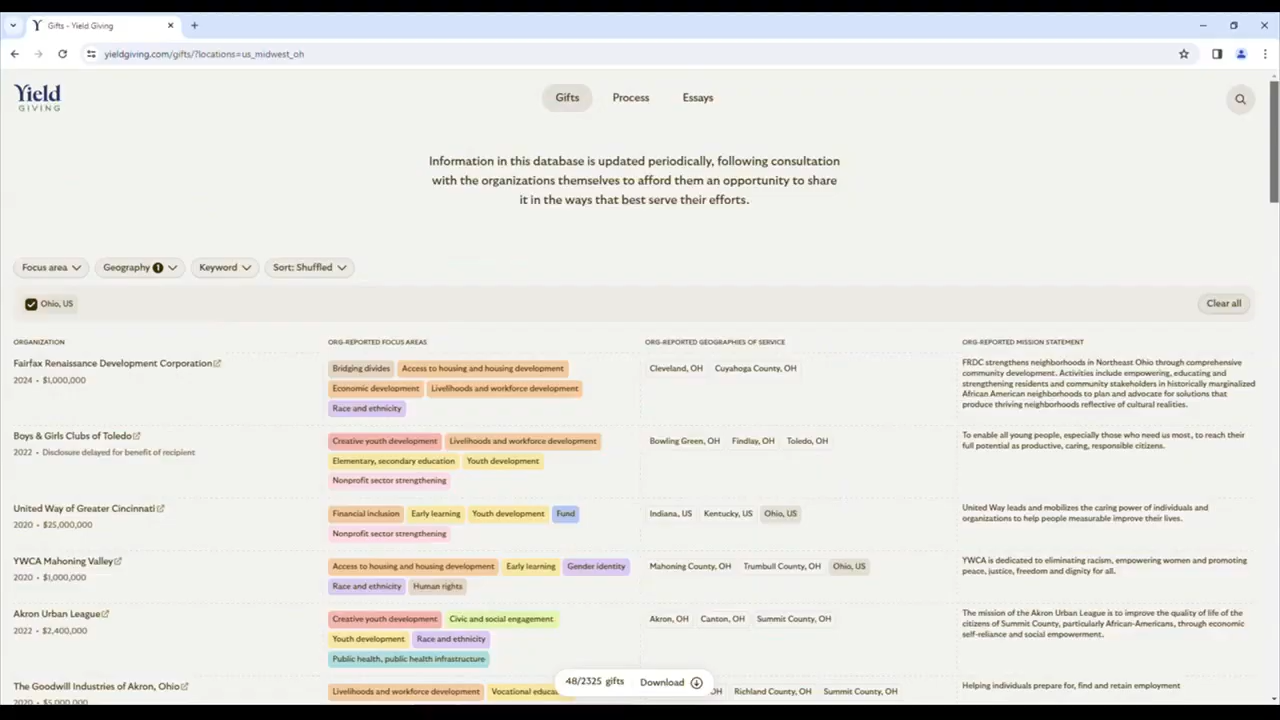 Gifts - Yield Giving
yieldgiving.com/gifts/?locations=us_midwest_oh
Yield
GIVING
Gifts Process Essays
Information in this database is updated periodically, following consultation
with the organizations themselves to afford them an opportunity to share
it in the ways that best serve their efforts.
Focus area Geography 1 Keyword Sort: Shuffled
Ohio, US Clear all
ORGANIZATION ORG-REPORTED FOCUS AREAS ORG-REPORTED GEOGRAPHIES OF SERVICE ORG-REPORTED MISSION STATEMENT
Fairfax Renaissance Development Corporation
2024 • $1,000,000
Bridging divides Access to housing and housing development
Economic development Livelihoods and workforce development
Race and ethnicity
Cleveland, OH Cuyahoga County, OH
FRDC strengthens neighborhoods in Northeast Ohio through comprehensive
community development. Activities include empowering, educating and
strengthening residents and community stakeholders in historically marginalized
African American neighborhoods to plan and advocate for solutions that
produce thriving neighborhoods reflective of cultural realities.
Boys & Girls Clubs of Toledo
2022 • Disclosure delayed for benefit of recipient
Creative youth development Livelihoods and workforce development
Elementary, secondary education Youth development
Nonprofit sector strengthening
Bowling Green, OH Findlay, OH Toledo, OH
To enable all young people, especially those who need us most, to reach their
full potential as productive, caring, responsible citizens.
United Way of Greater Cincinnati
2020 • $25,000,000
Financial inclusion Early learning Youth development Fund
Nonprofit sector strengthening
Indiana, US Kentucky, US Ohio, US
United Way leads and mobilizes the caring power of individuals and
organizations to help people measurable improve their lives.
YWCA Mahoning Valley
2020 • $1,000,000
Access to housing and housing development Early learning Gender identity
Race and ethnicity Human rights
Mahoning County, OH Trumbull County, OH Ohio, US
YWCA is dedicated to eliminating racism, empowering women and promoting
peace, justice, freedom and dignity for all.
Akron Urban League
2022 • $2,400,000
Creative youth development Civic and social engagement
Youth development Race and ethnicity
Public health, public health infrastructure
Akron, OH Canton, OH Summit County, OH
The mission of the Akron Urban League is to improve the quality of life of the
citizens of Summit County, particularly African-Americans, through economic
self-reliance and social empowerment.
The Goodwill Industries of Akron, Ohio
2020 • $5,000,000
Livelihoods and workforce development Vocational
OH Richland County, OH Summit County, OH
Helping individuals prepare for, find and retain employment
48/2325 gifts Download